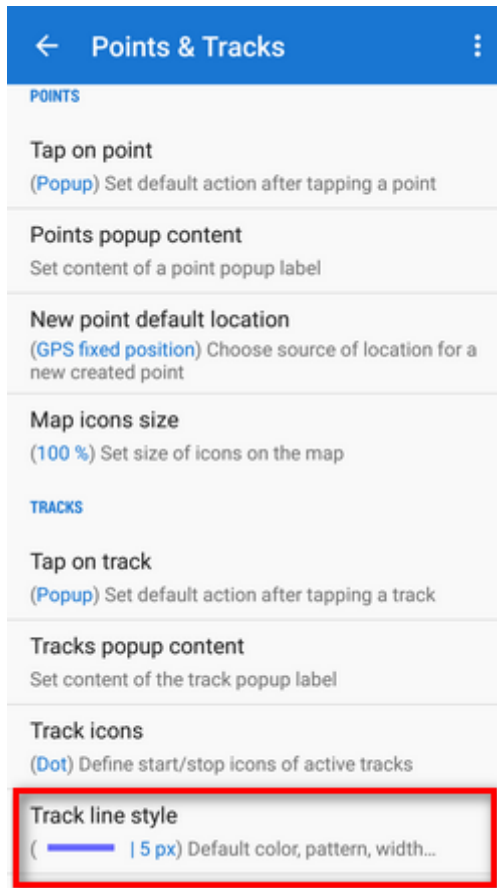 Points & Tracks
POINTS
Tap on point
(Popup) Set default action after tapping a point
Points popup content
Set content of a point popup label
New point default location
(GPS fixed position) Choose source of location for a
new created point
Map icons size
(100 %) Set size of icons on the map
TRACKS
Tap on track
(Popup) Set default action after tapping a track
Tracks popup content
Set content of the track popup label
Track icons
(Dot) Define start/stop icons of active tracks
Track line style
( | 5 px) Default color, pattern, width...